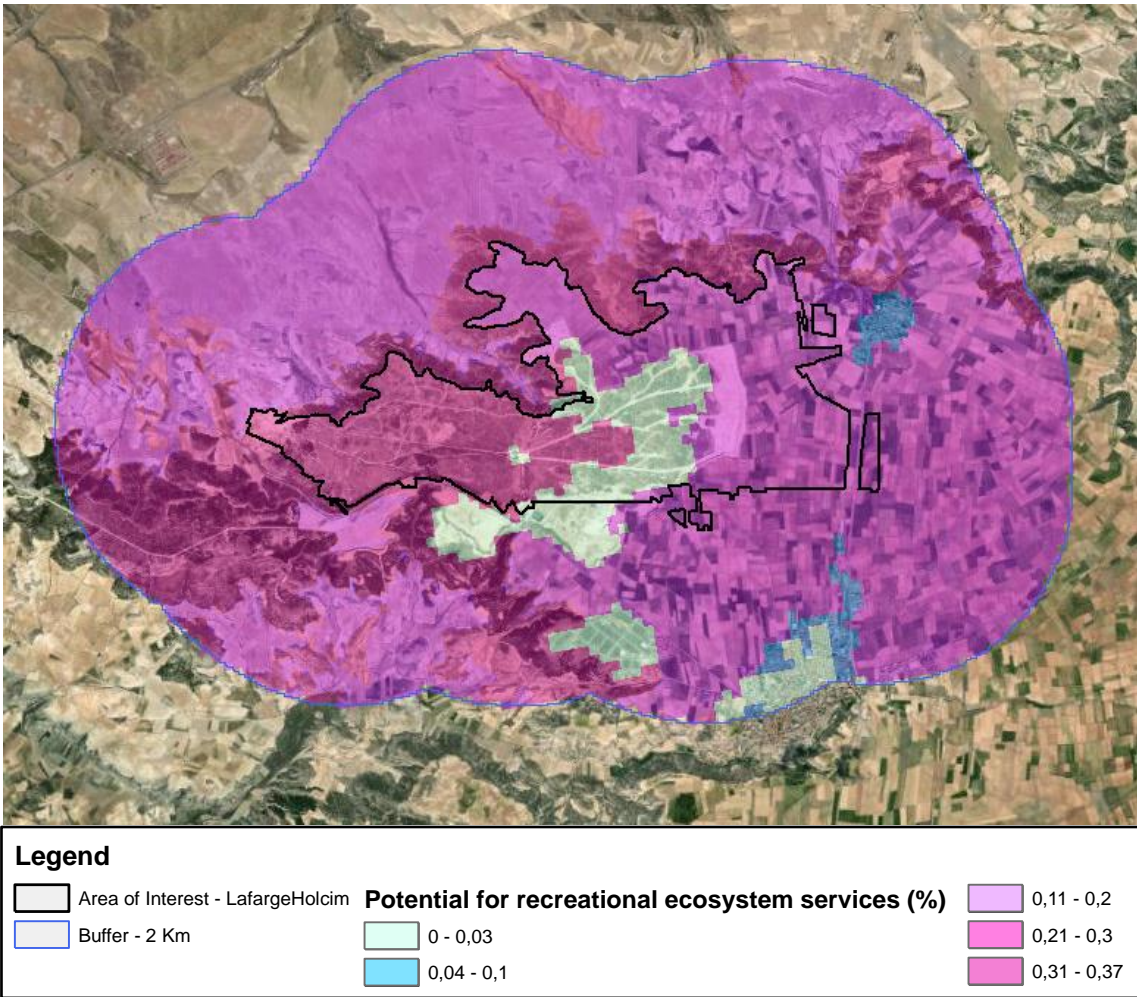 Legend
Area of Interest - LafargeHolcim
Buffer - 2 Km
Potential for recreational ecosystem services (%)
0 - 0,03
0,04 - 0,1
0,11 - 0,2
0,21 - 0,3
0,31 - 0,37